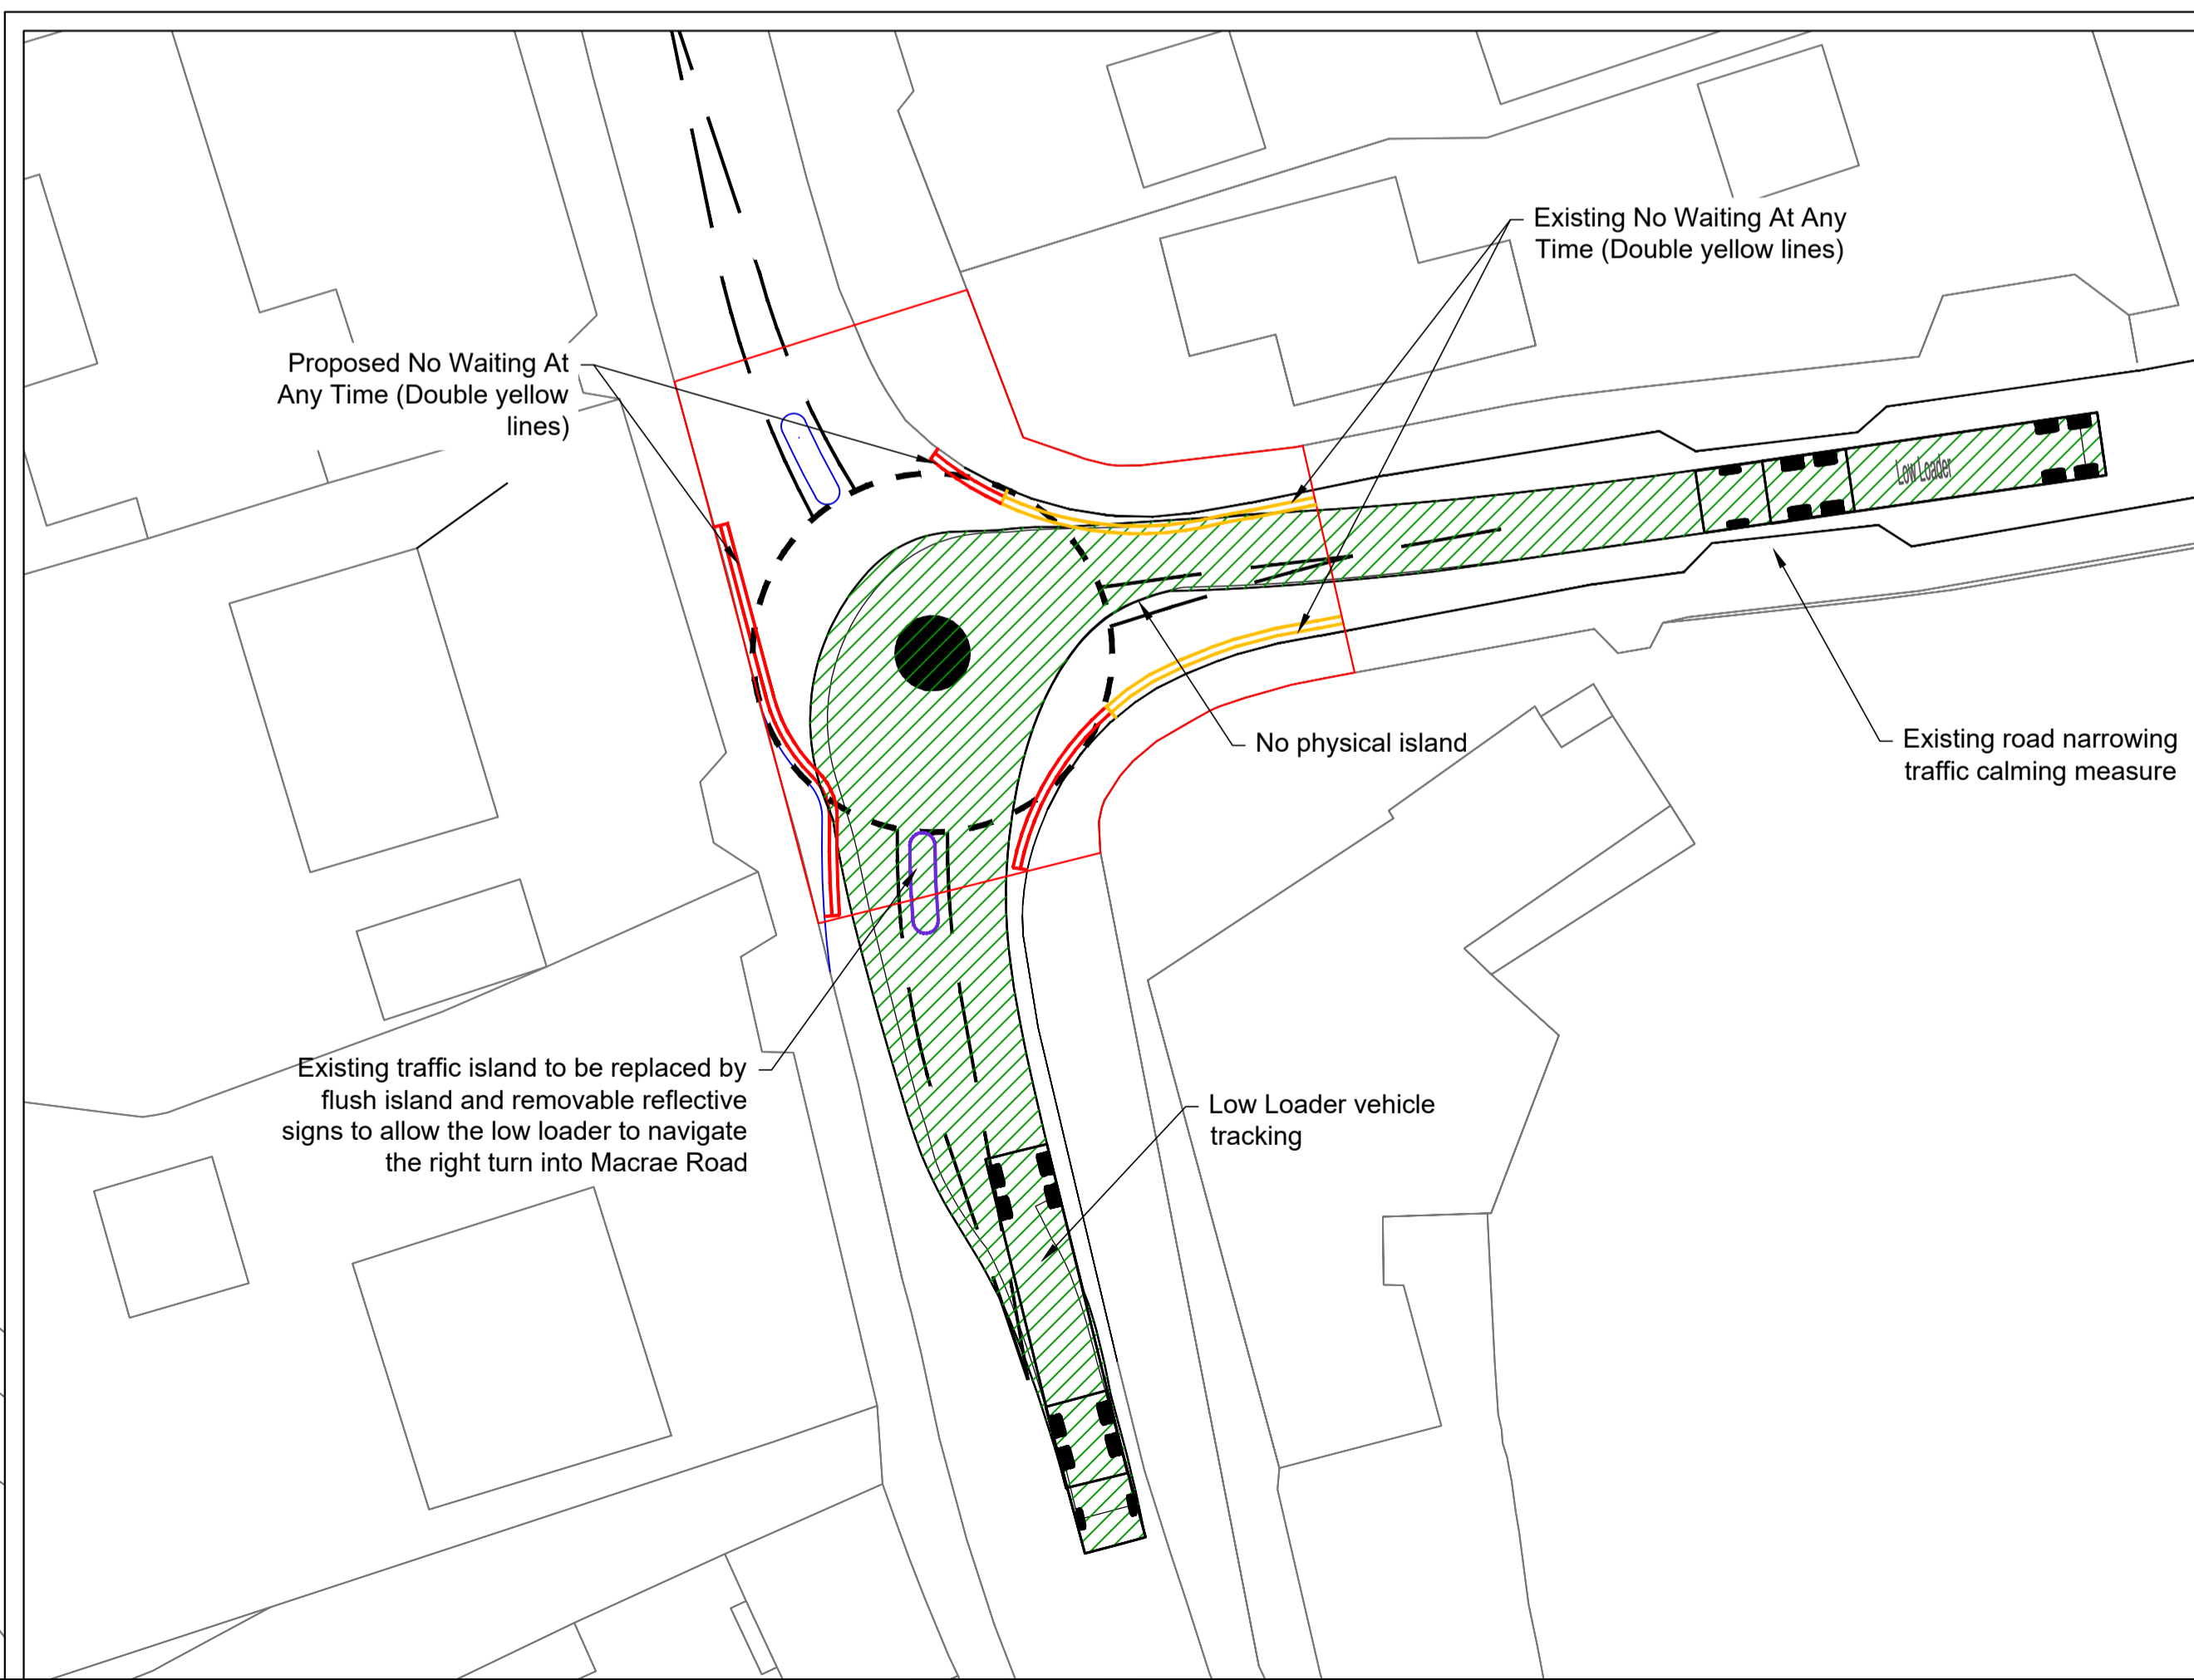 Existing No Waiting At Any
Time (Double yellow lines)
Proposed No Waiting At
Any Time (Double yellow
lines)
Low Loader
No physical island
Existing road narrowing
traffic calming measure
Existing traffic island to be replaced by
flush island and removable reflective
signs to allow the low loader to navigate
the right turn into Macrae Road
Low Loader vehicle
tracking